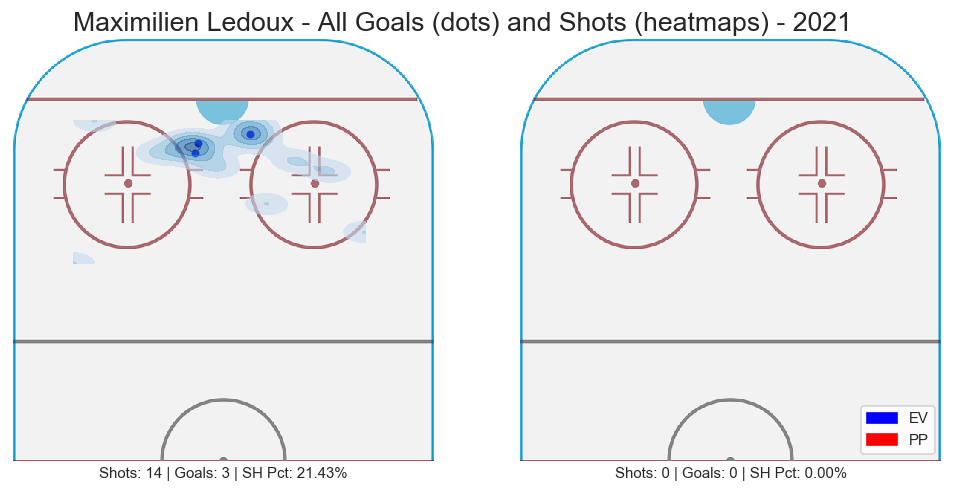 Maximilien Ledoux - All Goals (dots) and Shots (heatmaps) - 2021
EV
PP
Shots: 14 | Goals: 3 | SH Pct: 21.43%
Shots: 0 | Goals: 0 | SH Pct: 0.00%